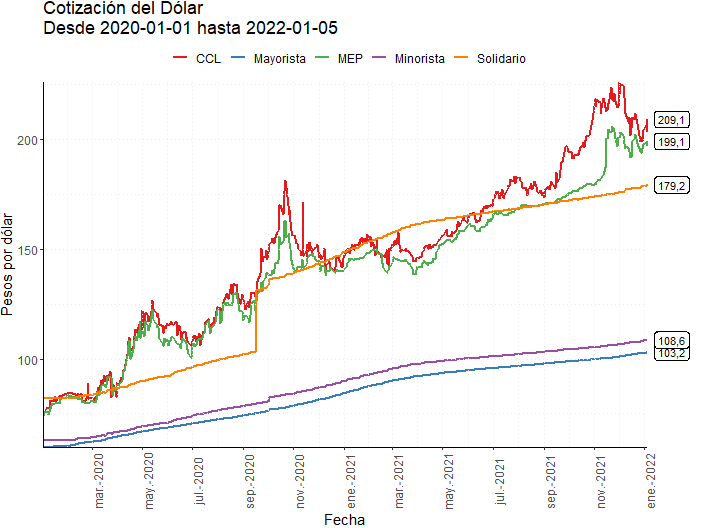 Cotización del Dólar
Desde 2020-01-01 hasta 2022-01-05
CCL Mayorista MEP Minorista Solidario
Pesos por dólar
200
150
100
209,1
199,1
179,2
108,6
103,2
mar.-2020
may.-2020
jul.-2020
sep.-2020
nov.-2020
ene.-2021
mar.-2021
may.-2021
jul.-2021
sep.-2021
nov.-2021
ene.-2022
Fecha